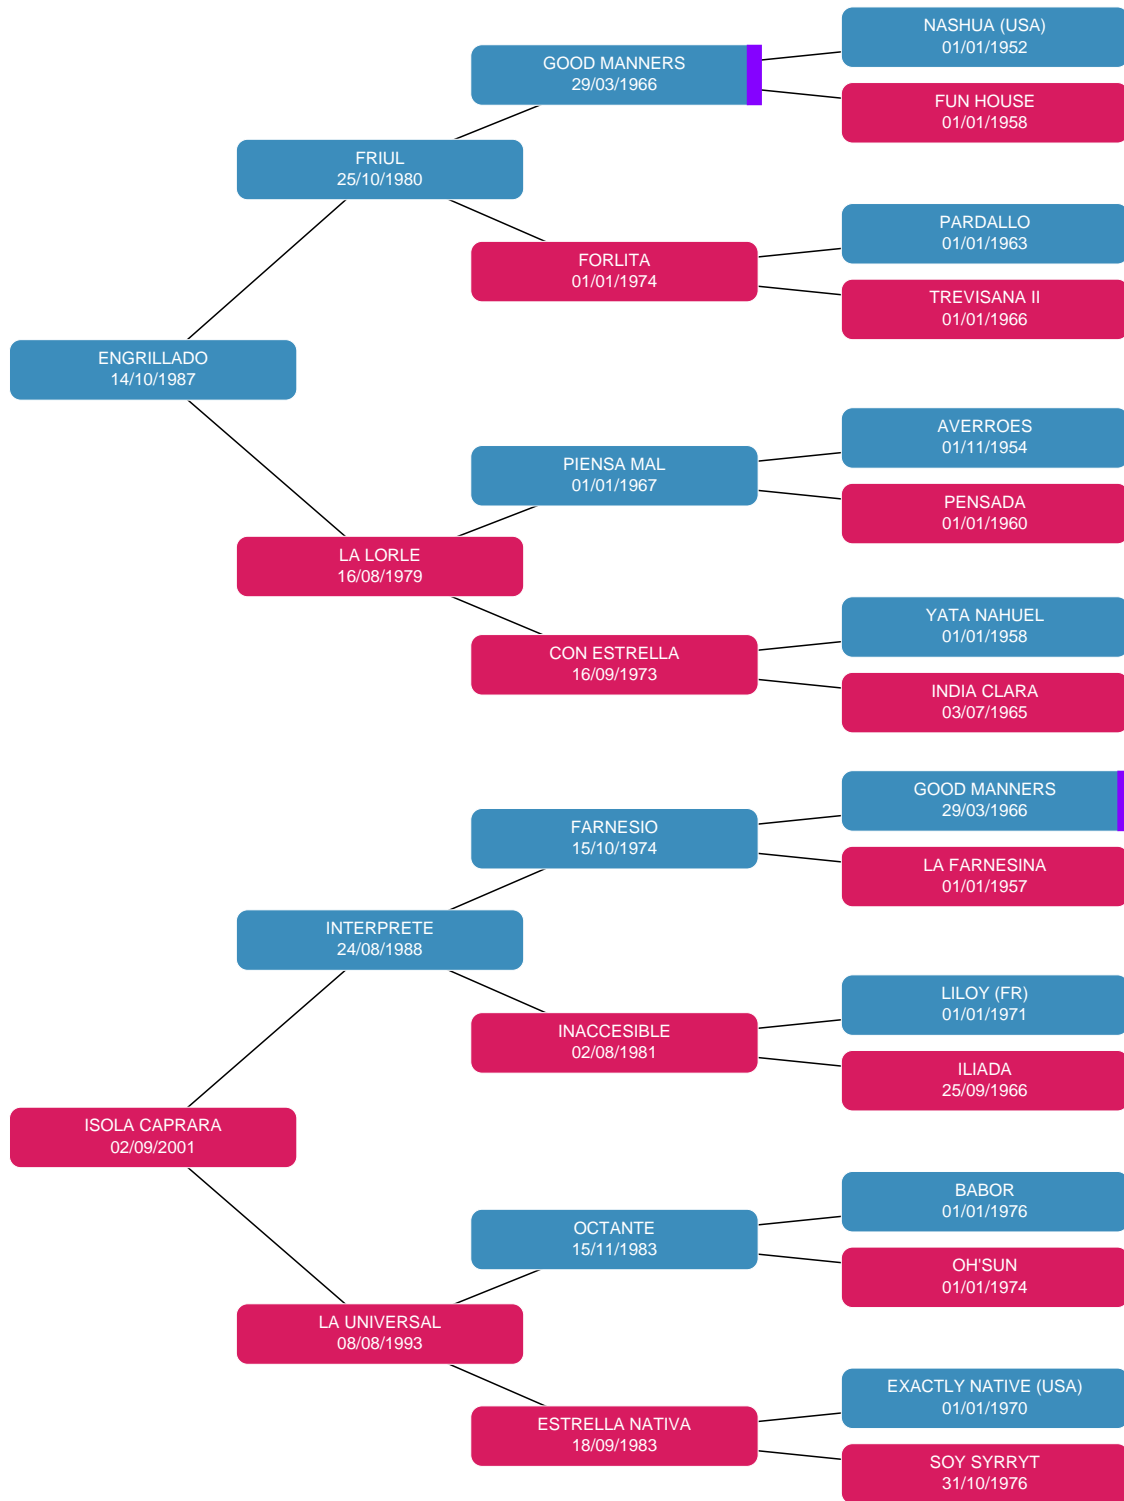 NASHUA (USA)
01/01/1952
GOOD MANNERS
29/03/1966
FUN HOUSE
01/01/1958
FRIUL
25/10/1980
PARDALLO
01/01/1963
FORLITA
01/01/1974
TREVISANA II
01/01/1966
ENGRILLADO
14/10/1987
AVERROES
01/11/1954
PIENSA MAL
01/01/1967
PENSADA
01/01/1960
LA LORLE
16/08/1979
YATA NAHUEL
01/01/1958
CON ESTRELLA
16/09/1973
INDIA CLARA
03/07/1965
GOOD MANNERS
29/03/1966
FARNESIO
15/10/1974
LA FARNESINA
01/01/1957
INTERPRETE
24/08/1988
LILOY (FR)
01/01/1971
INACCESIBLE
02/08/1981
ILIADA
25/09/1966
ISOLA CAPRARA
02/09/2001
BABOR
01/01/1976
OCTANTE
15/11/1983
OH'SUN
01/01/1974
LA UNIVERSAL
08/08/1993
EXACTLY NATIVE (USA)
01/01/1970
ESTRELLA NATIVA
18/09/1983
SOY SYRRYT
31/10/1976